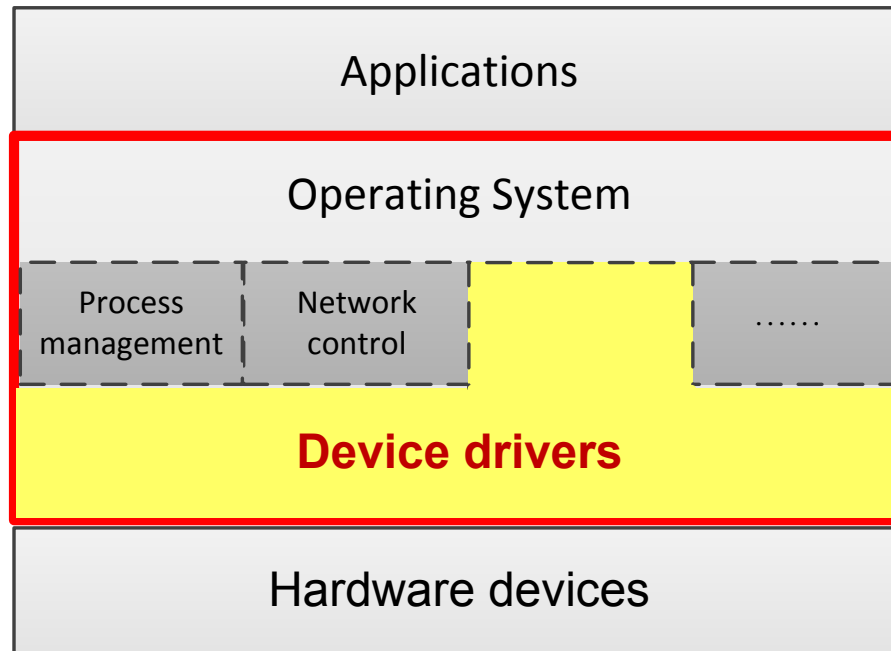 Applications
Operating System
Process
management
Network
control
......
Device drivers
Hardware devices